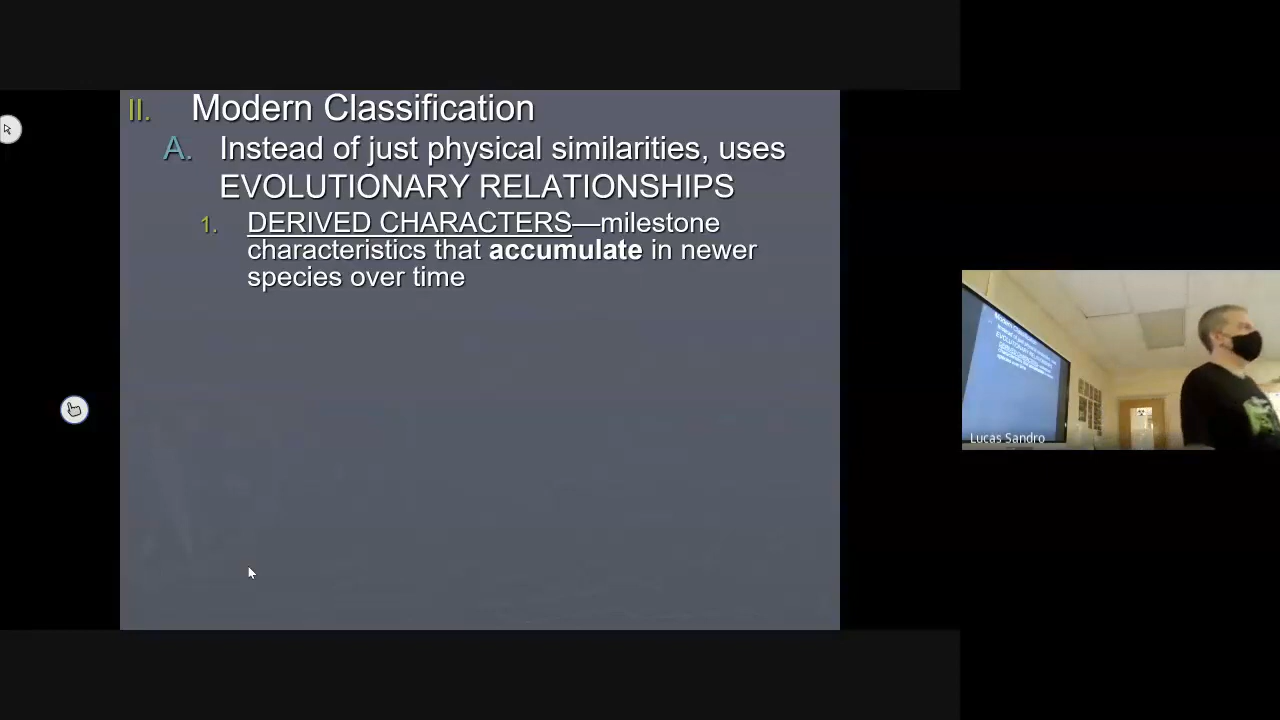 II. Modern Classification
A. Instead of just physical similarities, uses
EVOLUTIONARY RELATIONSHIPS
1. DERIVED CHARACTERS—milestone
characteristics that accumulate in newer
species over time
Lucas Sandro